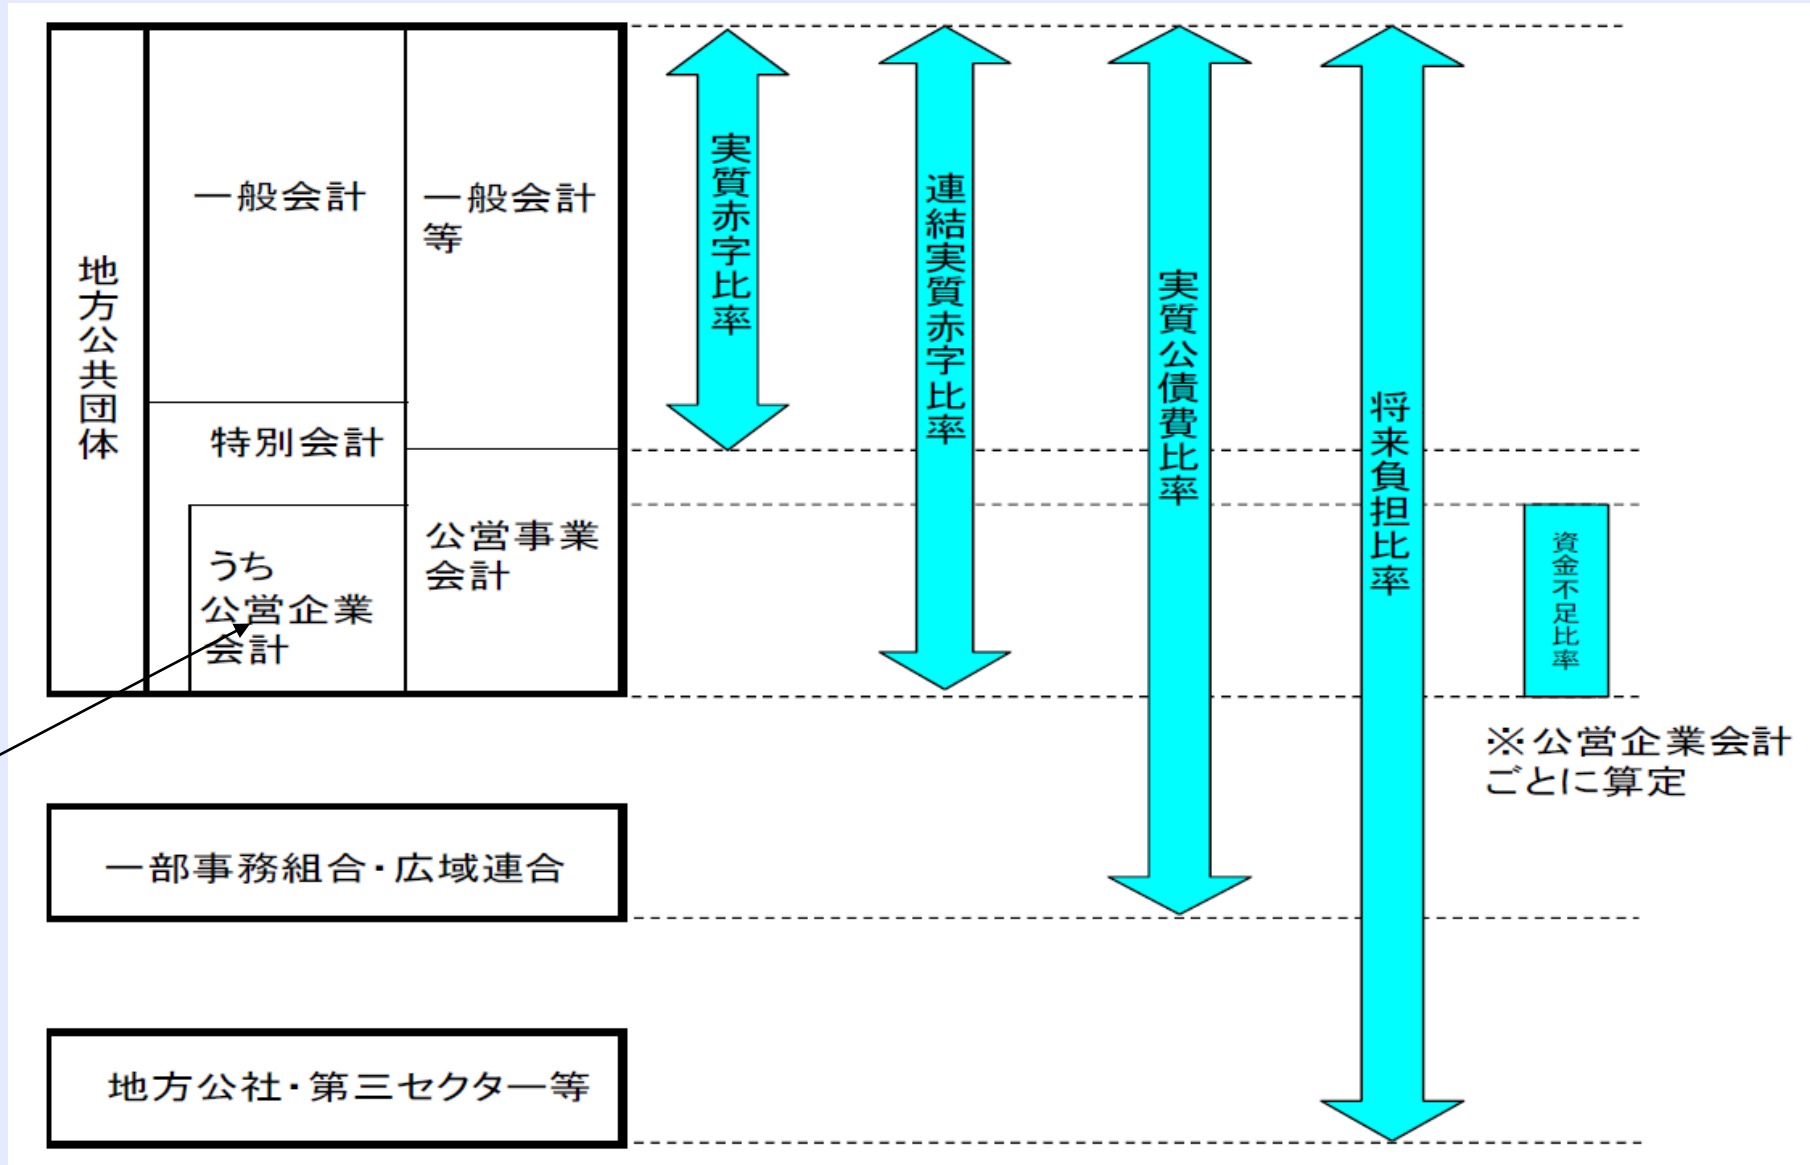 地方公共団体
一般会計
一般会計
等
特別会計
うち
公営企業
会計
公営事業
会計
実質赤字比率
連結実質赤字比率
実質公債費比率
将来負担比率
資金不足比率
※公営企業会計
ごとに算定
一部事務組合・広域連合
地方公社・第三セクター等